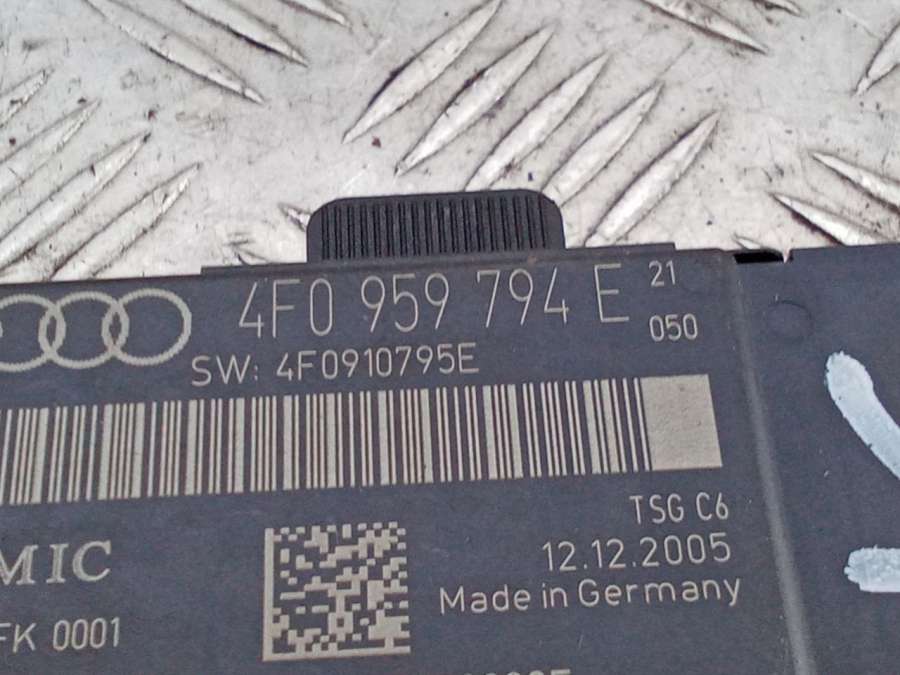 4F0 959 794 E 21
050
SW: 4F0910795E
TSG C6
12.12.2005
MIC
Made in Germany
FK 0001